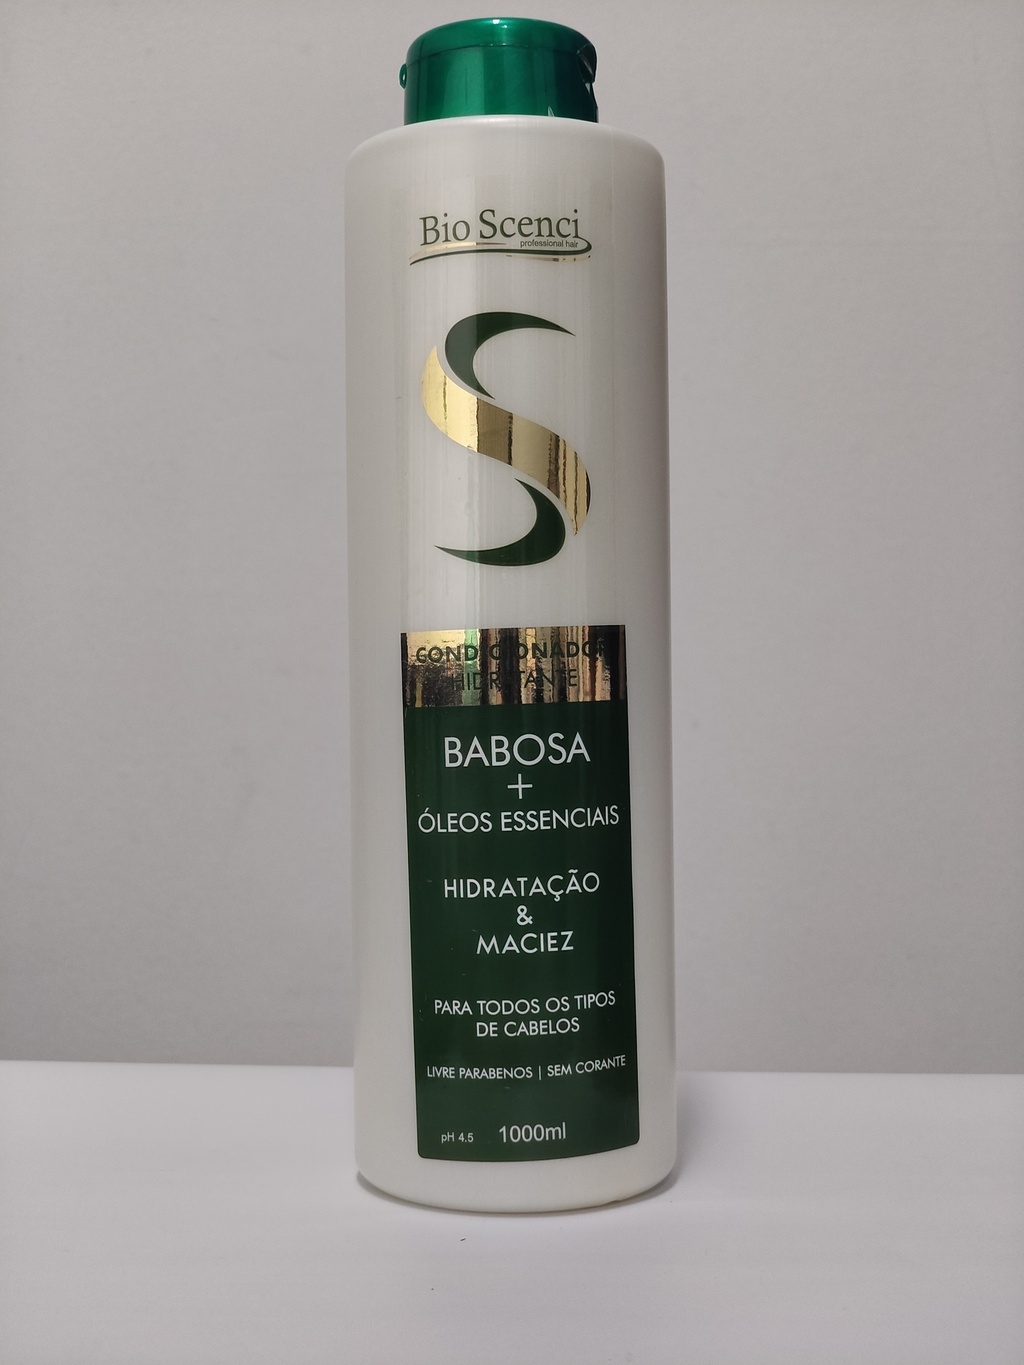 Bio Scenci
professional hair
CONDICIONADOR
HIDRATANTE
BABOSA
+
ÓLEOS ESSENCIAIS
HIDRATAÇÃO
&
MACIEZ
PARA TODOS OS TIPOS
DE CABELOS
LIVRE PARABENOS | SEM CORANTE
pH 4.5 1000ml